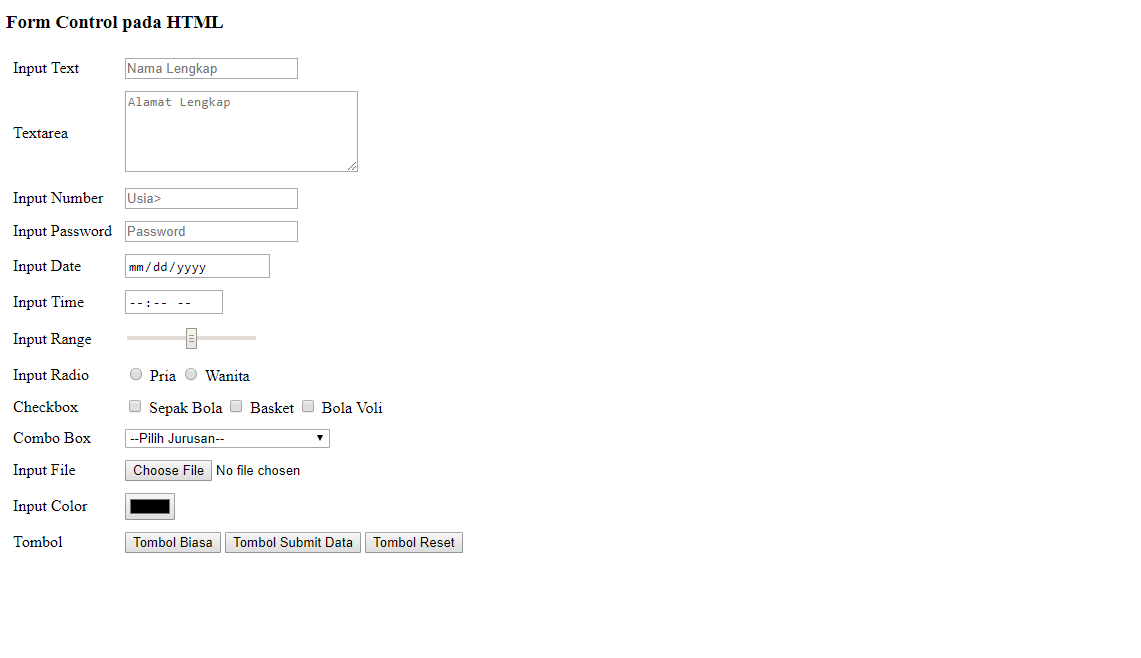 Form Control pada HTML
Input Text Nama Lengkap
Textarea Alamat Lengkap
Input Number Usia>
Input Password Password
Input Date mm/dd/yyyy
Input Time --:-- --
Input Range
Input Radio Pria Wanita
Checkbox Sepak Bola Basket Bola Voli
Combo Box --Pilih Jurusan--
Input File Choose File No file chosen
Input Color
Tombol Tombol Biasa Tombol Submit Data Tombol Reset